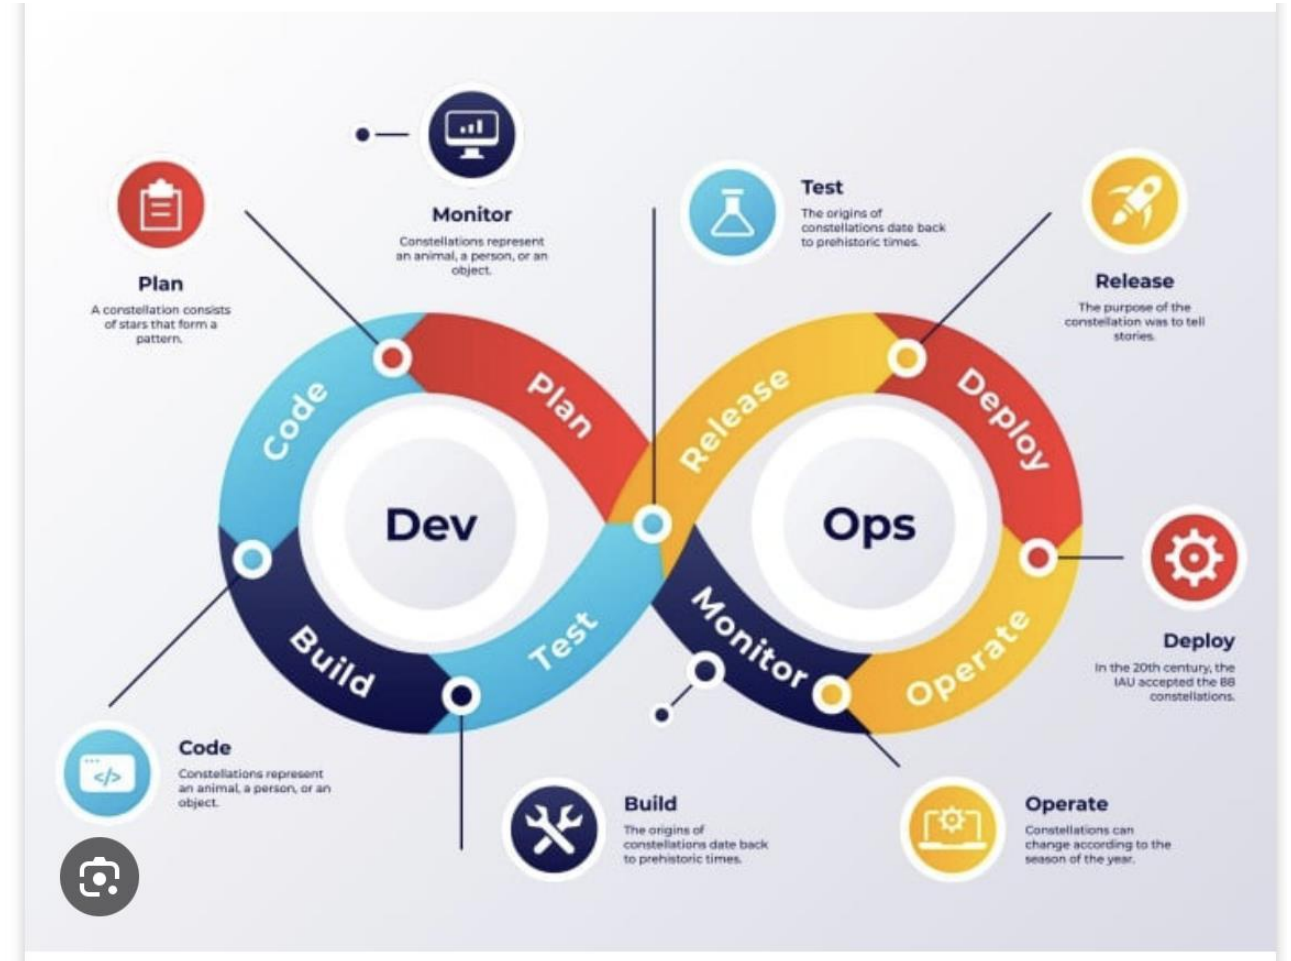 Monitor
Constellations represent
an animal, a person, or an
object.
Plan
A constellation consists
of stars that form a
pattern.
Test
The origins of
constellations date back
to prehistoric times.
Release
The purpose of the
constellation was to tell
stories.
Code
Plan
Release
Deploy
Dev
Ops
Build
Test
Monitor
Operate
Deploy
In the 20th century, the
IAU accepted the 88
constellations.
Code
Constellations represent
an animal, a person, or an
object.
</>
Build
The origins of
constellations date back
to prehistoric times.
Operate
Constellations can
change according to the
season of the year.